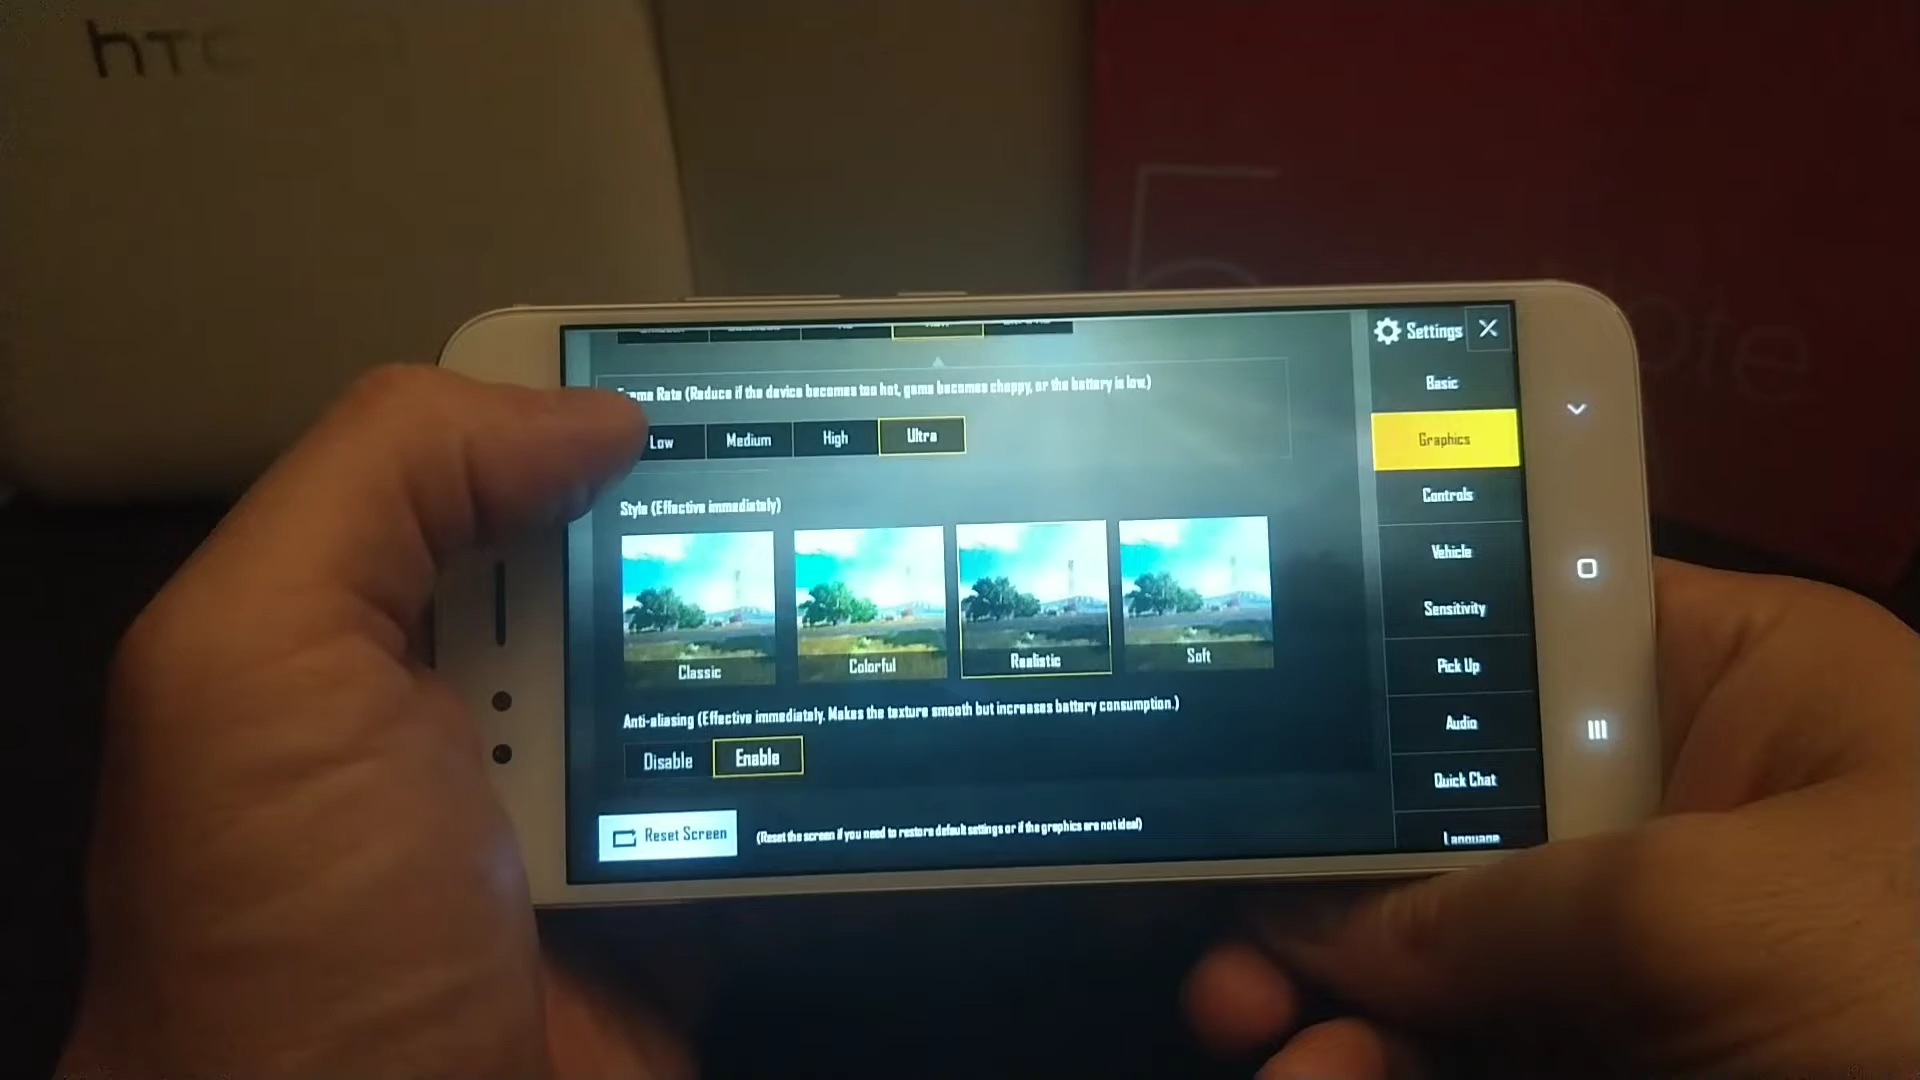 hTC
5
Settings
Basic
Rate (Reduce if the device becomes too hot, game becomes choppy, or the battery is low.)
Low Medium High Ultra
Graphics
Controls
Style (Effective immediately)
Vehicle
Classic Colorful Realistic Soft
Sensitivity
Pick Up
Anti-aliasing (Effective immediately. Makes the texture smooth but increases battery consumption.)
Audio
Disable Enable
Quick Chat
Reset Screen (Reset the screen if you need to restore default settings or if the graphics are not ideal)
Language